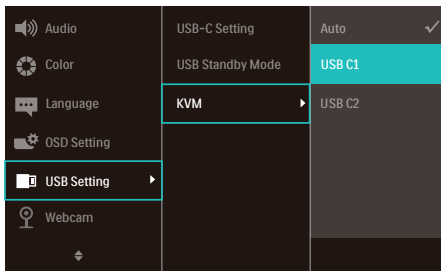 Audio
Color
Language
OSD Setting
USB Setting
Webcam
USB-C Setting
USB Standby Mode
KVM
Auto
USB C1
USB C2